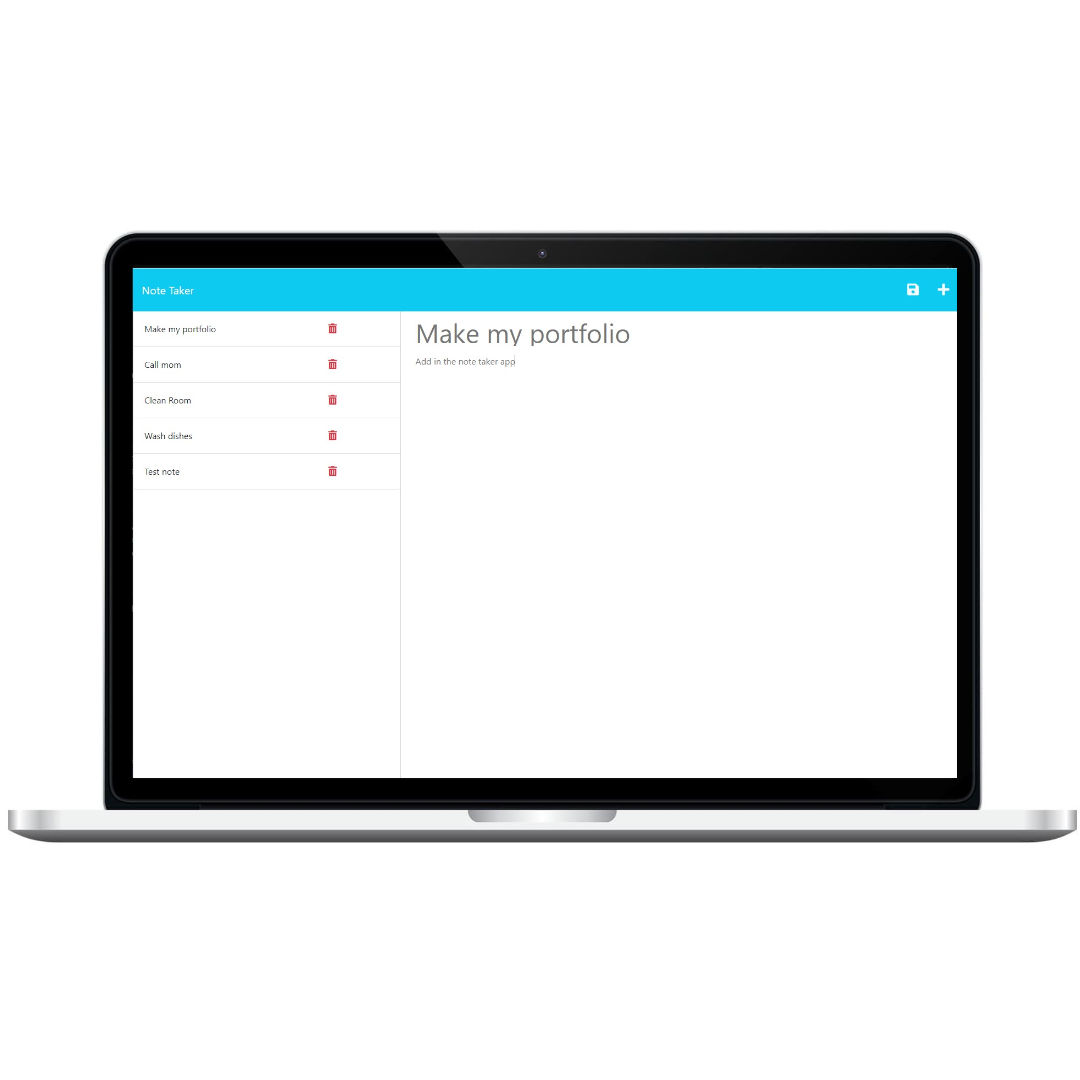 Note Taker
Make my portfolio
Call mom
Clean Room
Wash dishes
Test note
Make my portfolio
Add in the note taker app